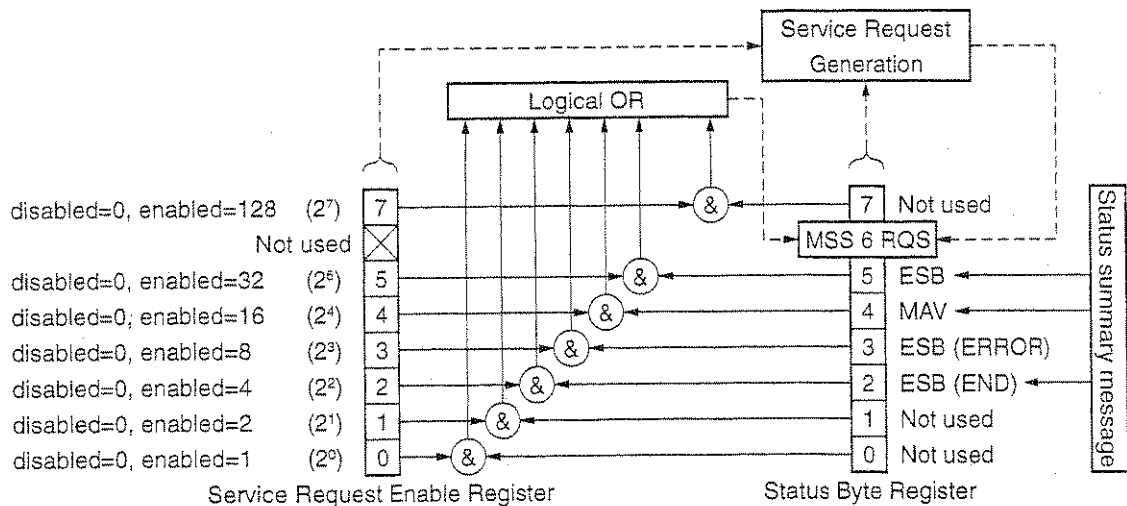 Service Request
Generation
Logical OR
disabled=0, enabled=128 (2⁷) 7 & 7 Not used
Not used MSS 6 RQS
disabled=0, enabled=32 (2⁵) 5 & 5 ESB
disabled=0, enabled=16 (2⁴) 4 & 4 MAV
disabled=0, enabled=8 (2³) 3 & 3 ESB (ERROR)
disabled=0, enabled=4 (2²) 2 & 2 ESB (END)
disabled=0, enabled=2 (2¹) 1 & 1 Not used
disabled=0, enabled=1 (2⁰) 0 & 0 Not used
Status summary message
Service Request Enable Register
Status Byte Register